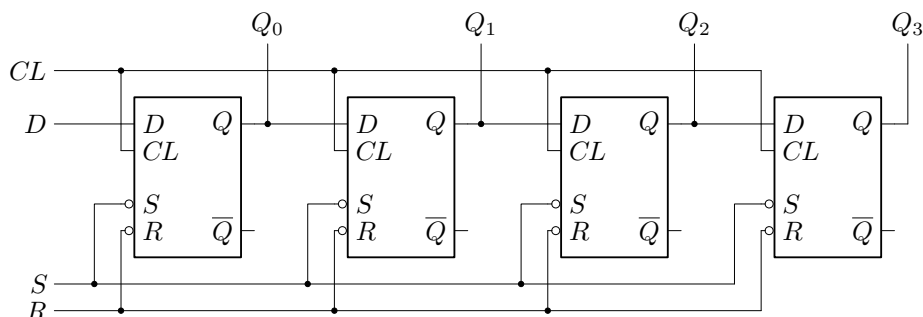 Q₀ Q₁ Q₂ Q₃
CL
D D Q D Q D Q D Q
CL CL CL CL
S S S S
R Q̅ R Q̅ R Q̅ R Q̅
S
R